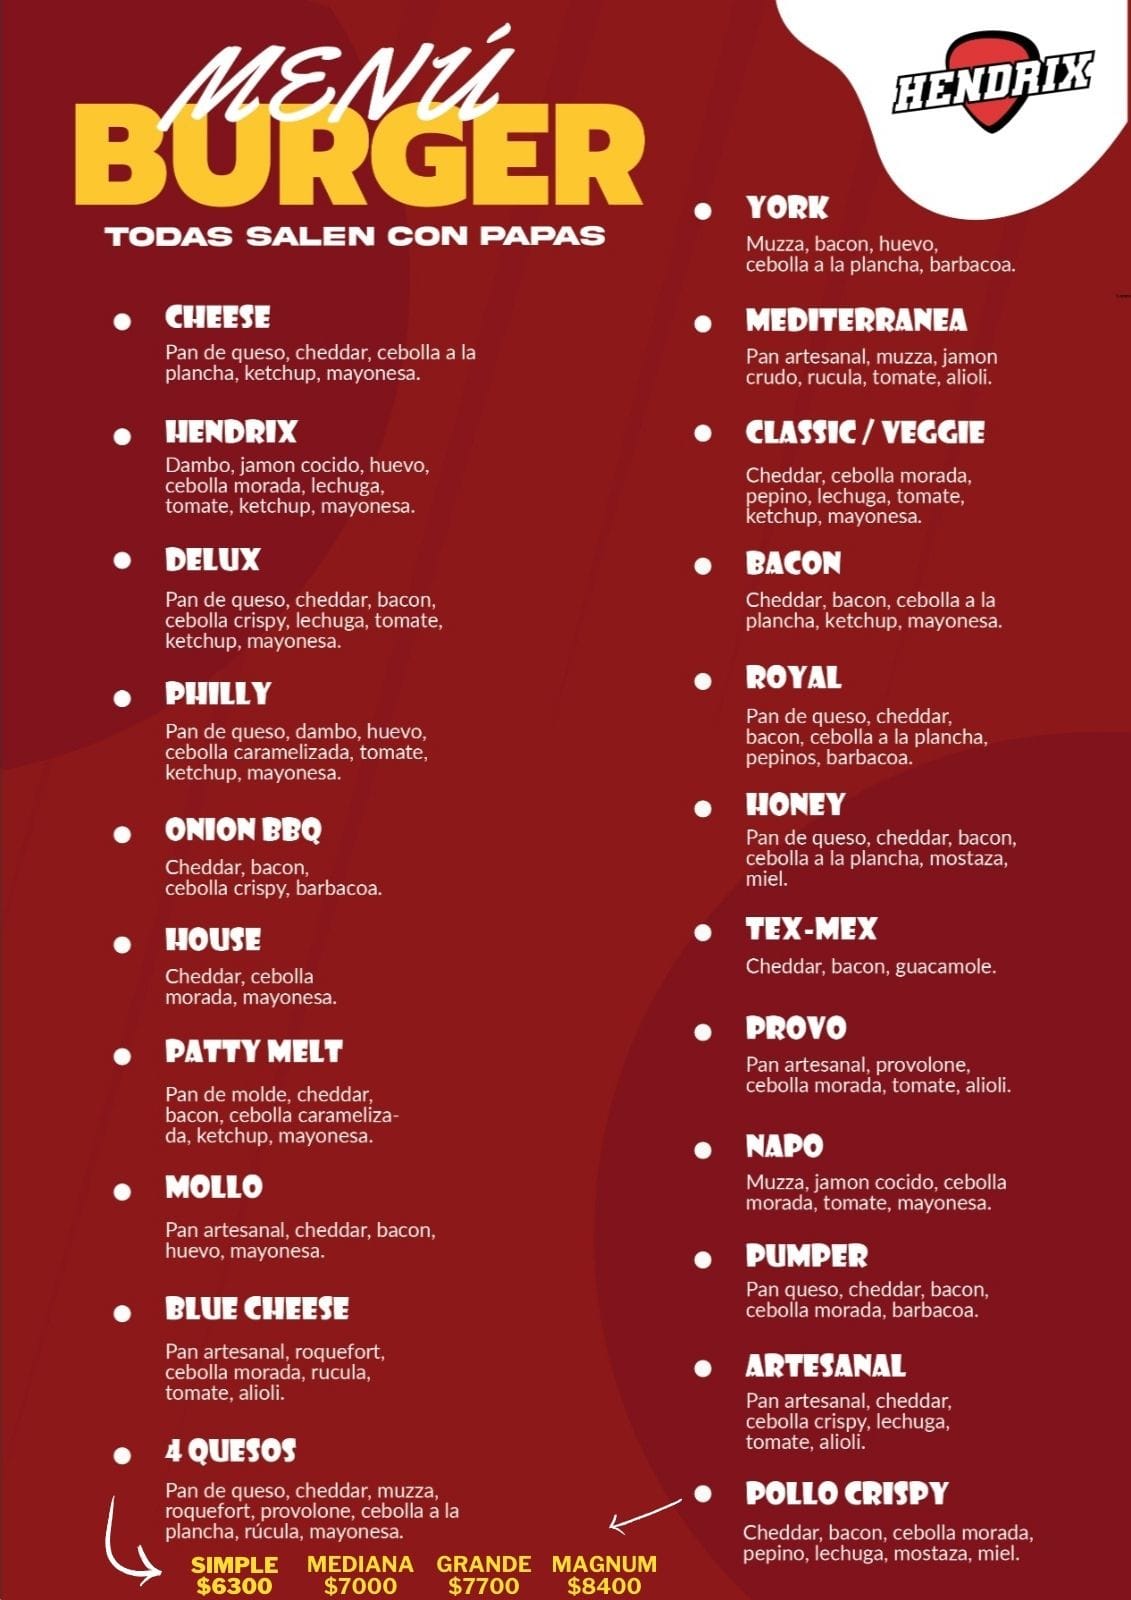 MENÚ
BURGER
TODAS SALEN CON PAPAS
HENDRIX
CHEESE
Pan de queso, cheddar, cebolla a la
plancha, ketchup, mayonesa.
HENDRIX
Dambo, jamon cocido, huevo,
cebolla morada, lechuga,
tomate, ketchup, mayonesa.
DELUX
Pan de queso, cheddar, bacon,
cebolla crispy, lechuga, tomate,
ketchup, mayonesa.
PHILLY
Pan de queso, dambo, huevo,
cebolla caramelizada, tomate,
ketchup, mayonesa.
ONION BBQ
Cheddar, bacon,
cebolla crispy, barbacoa.
HOUSE
Cheddar, cebolla
morada, mayonesa.
PATTY MELT
Pan de molde, cheddar,
bacon, cebolla carameliza-
da, ketchup, mayonesa.
MOLLO
Pan artesanal, cheddar, bacon,
huevo, mayonesa.
BLUE CHEESE
Pan artesanal, roquefort,
cebolla morada, rucula,
tomate, alioli.
4 QUESOS
Pan de queso, cheddar, muzza,
roquefort, provolone, cebolla a la
plancha, rúcula, mayonesa.
YORK
Muzza, bacon, huevo,
cebolla a la plancha, barbacoa.
MEDITERRANEA
Pan artesanal, muzza, jamon
crudo, rucula, tomate, alioli.
CLASSIC / VEGGIE
Cheddar, cebolla morada,
pepino, lechuga, tomate,
ketchup, mayonesa.
BACON
Cheddar, bacon, cebolla a la
plancha, ketchup, mayonesa.
ROYAL
Pan de queso, cheddar,
bacon, cebolla a la plancha,
pepinos, barbacoa.
HONEY
Pan de queso, cheddar, bacon,
cebolla a la plancha, mostaza,
miel.
TEX-MEX
Cheddar, bacon, guacamole.
PROVO
Pan artesanal, provolone,
cebolla morada, tomate, alioli.
NAPO
Muzza, jamon cocido, cebolla
morada, tomate, mayonesa.
PUMPER
Pan queso, cheddar, bacon,
cebolla morada, barbacoa.
ARTESANAL
Pan artesanal, cheddar,
cebolla crispy, lechuga,
tomate, alioli.
POLLO CRISPY
Cheddar, bacon, cebolla morada,
pepino, lechuga, mostaza, miel.
SIMPLE MEDIANA GRANDE MAGNUM
$6300 $7000 $7700 $8400